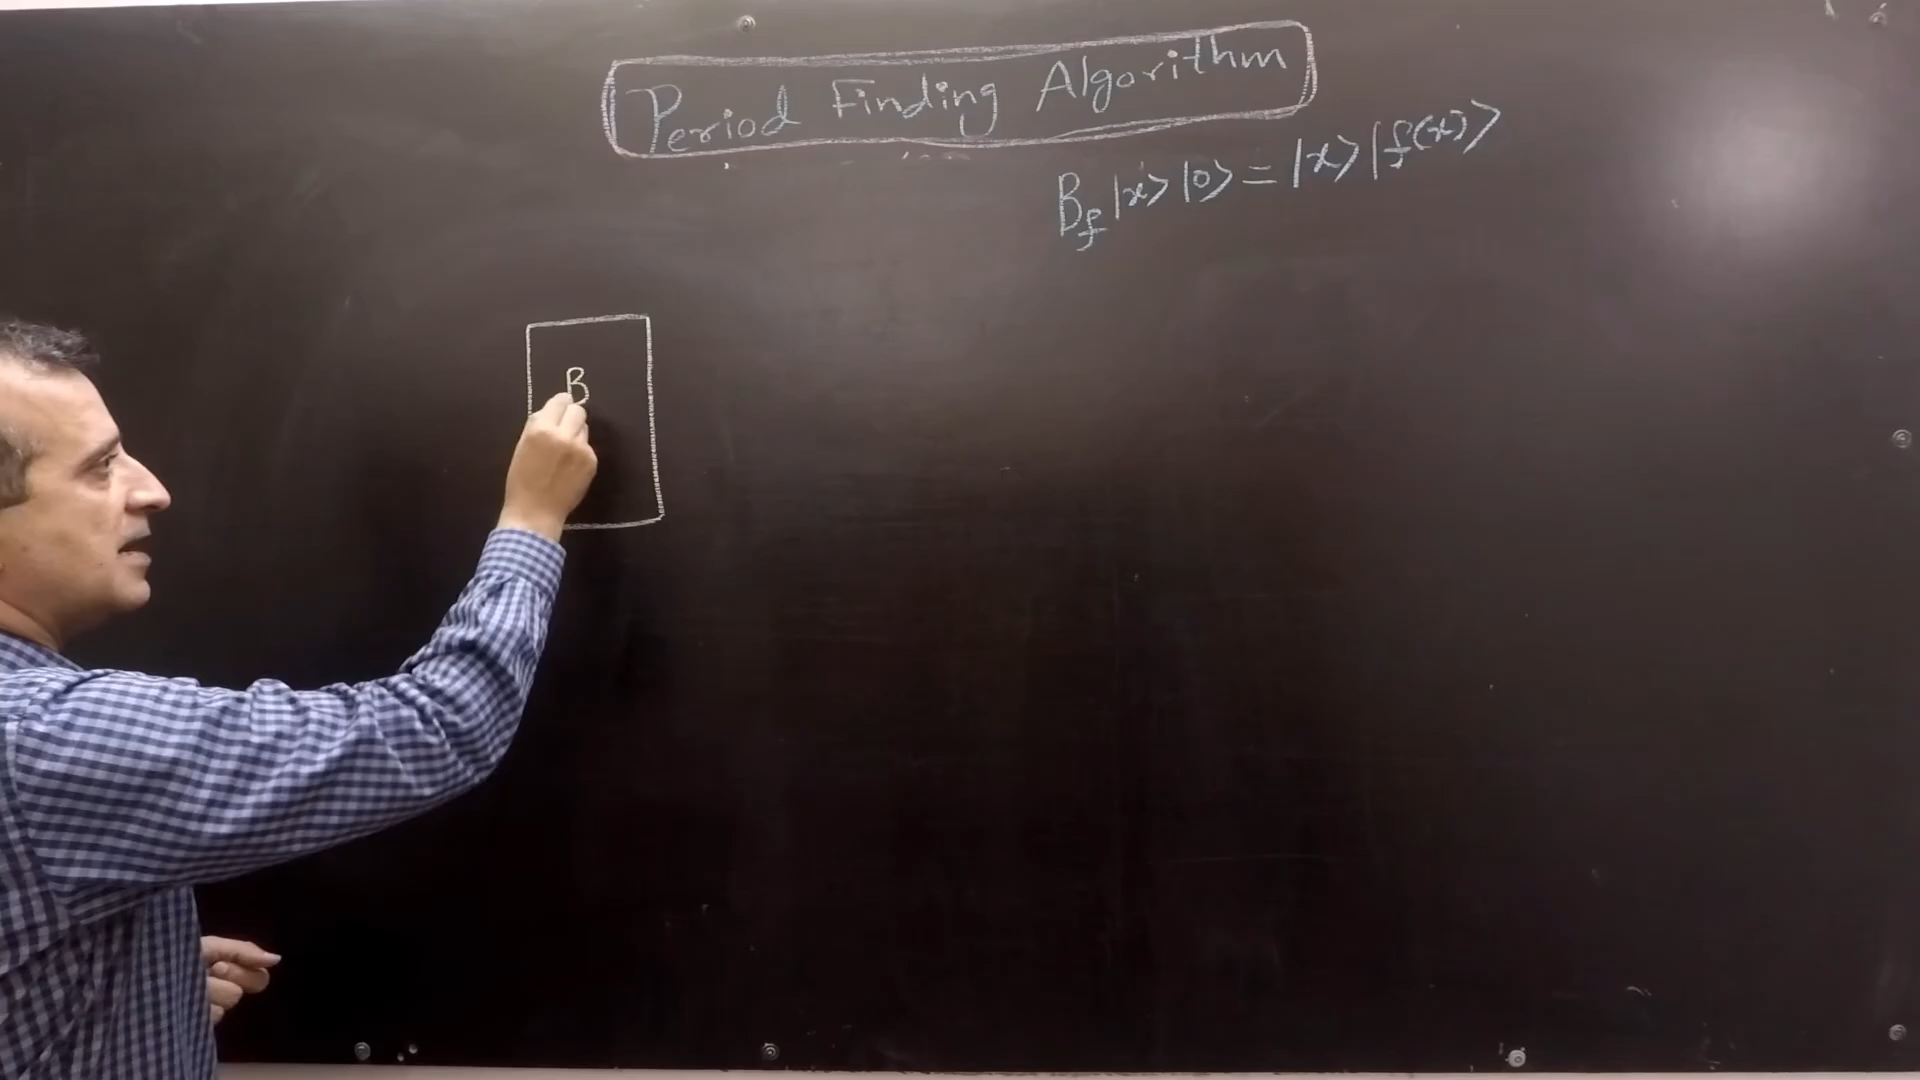 Period Finding Algorithm
B_f |x> |0> = |x> |f(x)>
B